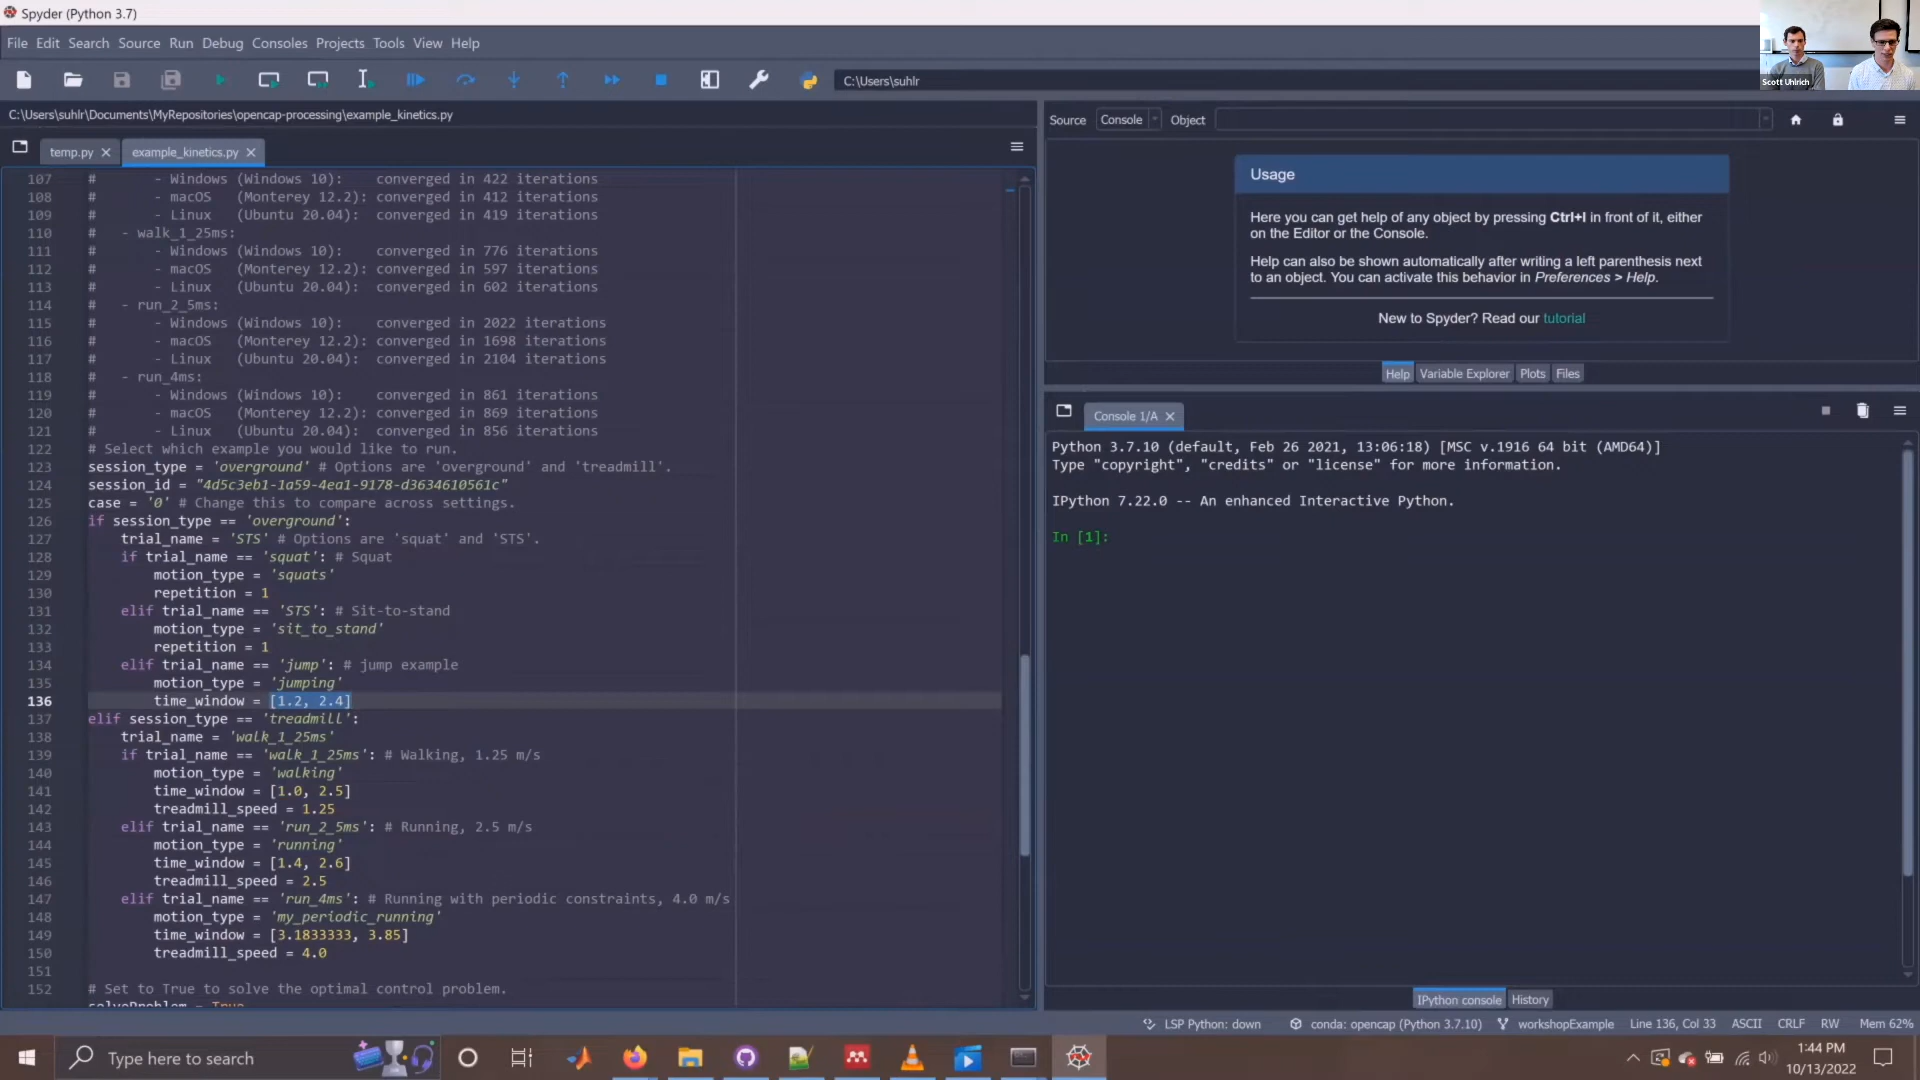 Spyder (Python 3.7)
File Edit Search Source Run Debug Consoles Projects Tools View Help
C:\Users\suhlr
Scott Uhlrich
C:\Users\suhlr\Documents\MyRepositories\opencap-processing\example_kinetics.py
temp.py
example_kinetics.py
107 # - Windows (Windows 10): converged in 422 iterations
108 # - macOS (Monterey 12.2): converged in 412 iterations
109 # - Linux (Ubuntu 20.04): converged in 419 iterations
110 # - walk_1_25ms:
111 # - Windows (Windows 10): converged in 776 iterations
112 # - macOS (Monterey 12.2): converged in 597 iterations
113 # - Linux (Ubuntu 20.04): converged in 602 iterations
114 # - run_2_5ms:
115 # - Windows (Windows 10): converged in 2022 iterations
116 # - macOS (Monterey 12.2): converged in 1698 iterations
117 # - Linux (Ubuntu 20.04): converged in 2104 iterations
118 # - run_4ms:
119 # - Windows (Windows 10): converged in 861 iterations
120 # - macOS (Monterey 12.2): converged in 869 iterations
121 # - Linux (Ubuntu 20.04): converged in 856 iterations
122 # Select which example you would like to run.
123 session_type = 'overground' # Options are 'overground' and 'treadmill'.
124 session_id = "4d5c3eb1-1a59-4ea1-9178-d3634610561c"
125 case = '0' # Change this to compare across settings.
126 if session_type == 'overground':
127 trial_name = 'STS' # Options are 'squat' and 'STS'.
128 if trial_name == 'squat': # Squat
129 motion_type = 'squats'
130 repetition = 1
131 elif trial_name == 'STS': # Sit-to-stand
132 motion_type = 'sit_to_stand'
133 repetition = 1
134 elif trial_name == 'jump': # jump example
135 motion_type = 'jumping'
136 time_window = [1.2, 2.4]
137 elif session_type == 'treadmill':
138 trial_name = 'walk_1_25ms'
139 if trial_name == 'walk_1_25ms': # Walking, 1.25 m/s
140 motion_type = 'walking'
141 time_window = [1.0, 2.5]
142 treadmill_speed = 1.25
143 elif trial_name == 'run_2_5ms': # Running, 2.5 m/s
144 motion_type = 'running'
145 time_window = [1.4, 2.6]
146 treadmill_speed = 2.5
147 elif trial_name == 'run_4ms': # Running with periodic constraints, 4.0 m/s
148 motion_type = 'my_periodic_running'
149 time_window = [3.1833333, 3.85]
150 treadmill_speed = 4.0
151
152 # Set to True to solve the optimal control problem.
solveProblem = True
Source Console Object
Usage
Here you can get help of any object by pressing Ctrl+I in front of it, either
on the Editor or the Console.
Help can also be shown automatically after writing a left parenthesis next
to an object. You can activate this behavior in Preferences > Help.
New to Spyder? Read our tutorial
Help Variable Explorer Plots Files
Console 1/A
Python 3.7.10 (default, Feb 26 2021, 13:06:18) [MSC v.1916 64 bit (AMD64)]
Type "copyright", "credits" or "license" for more information.
IPython 7.22.0 -- An enhanced Interactive Python.
In [1]:
IPython console History
LSP Python: down conda: opencap (Python 3.7.10) workshopExample Line 136, Col 33 ASCII CRLF RW Mem 62%
Type here to search
1:44 PM
10/13/2022